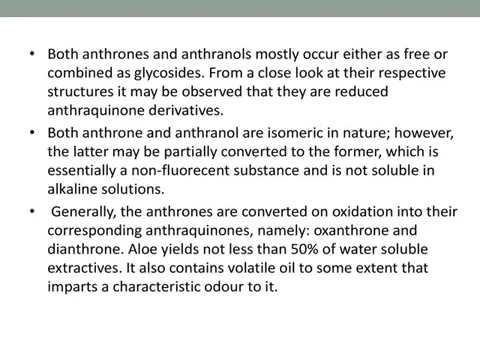 • Both anthrones and anthranols mostly occur either as free or
combined as glycosides. From a close look at their respective
structures it may be observed that they are reduced
anthraquinone derivatives.
• Both anthrone and anthranol are isomeric in nature; however,
the latter may be partially converted to the former, which is
essentially a non-fluorecent substance and is not soluble in
alkaline solutions.
• Generally, the anthrones are converted on oxidation into their
corresponding anthraquinones, namely: oxanthrone and
dianthrone. Aloe yields not less than 50% of water soluble
extractives. It also contains volatile oil to some extent that
imparts a characteristic odour to it.